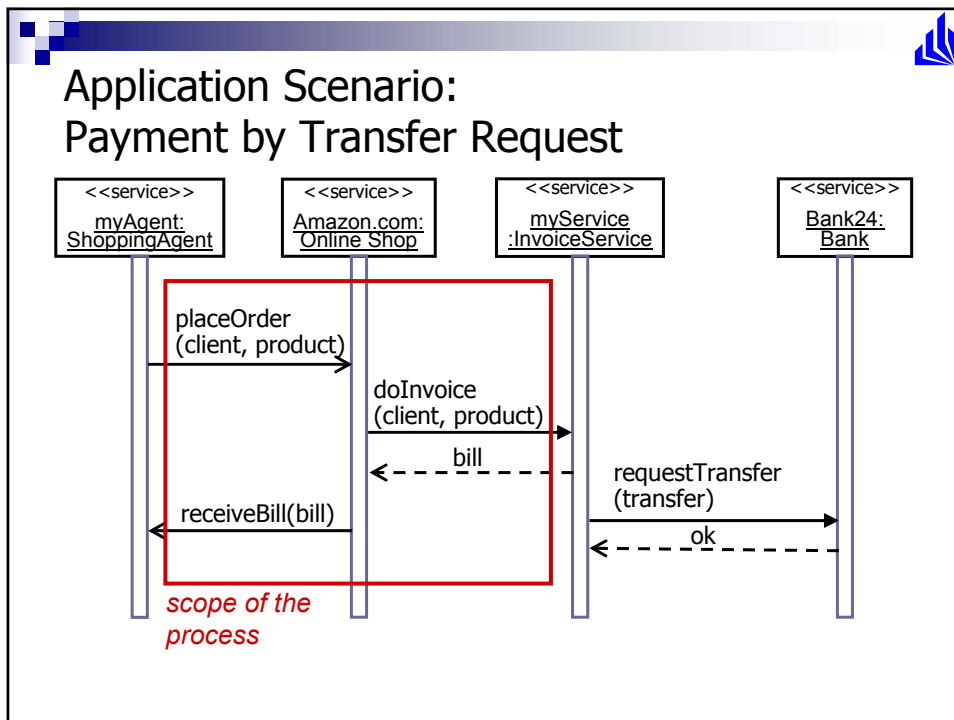 Application Scenario:
Payment by Transfer Request
<<service>>
myAgent:
ShoppingAgent
<<service>>
Amazon.com:
Online Shop
<<service>>
myService
:InvoiceService
<<service>>
Bank24:
Bank
placeOrder
(client, product)
doInvoice
(client, product)
bill
requestTransfer
(transfer)
receiveBill(bill)
ok
scope of the
process